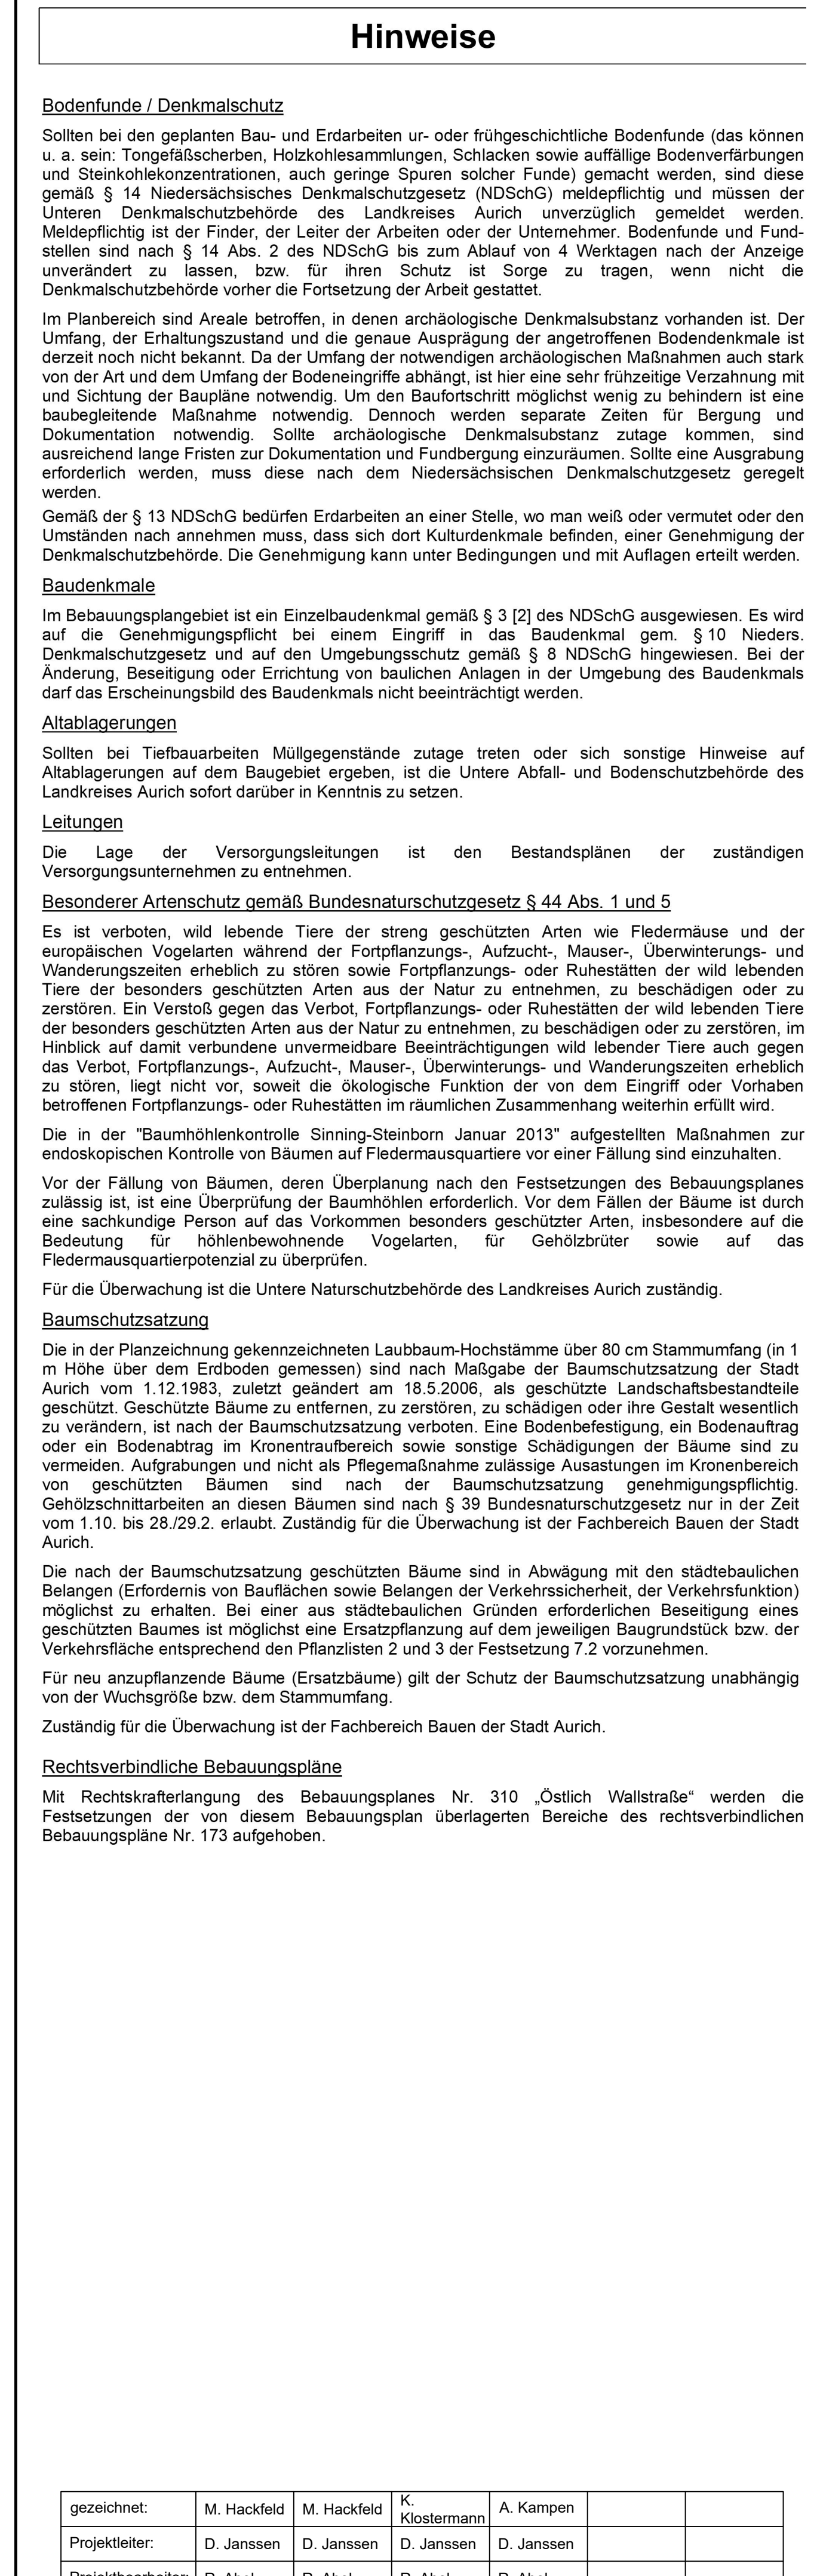 Hinweise
Bodenfunde / Denkmalschutz
Sollten bei den geplanten Bau- und Erdarbeiten ur- oder frühgeschichtliche Bodenfunde (das können
u. a. sein: Tongefäßscherben, Holzkohlesammlungen, Schlacken sowie auffällige Bodenverfärbungen
und Steinkohlekonzentrationen, auch geringe Spuren solcher Funde) gemacht werden, sind diese
gemäß § 14 Niedersächsisches Denkmalschutzgesetz (NDSchG) meldepflichtig und müssen der
Unteren Denkmalschutzbehörde des Landkreises Aurich unverzüglich gemeldet werden.
Meldepflichtig ist der Finder, der Leiter der Arbeiten oder der Unternehmer. Bodenfunde und Fund-
stellen sind nach § 14 Abs. 2 des NDSchG bis zum Ablauf von 4 Werktagen nach der Anzeige
unverändert zu lassen, bzw. für ihren Schutz ist Sorge zu tragen, wenn nicht die
Denkmalschutzbehörde vorher die Fortsetzung der Arbeit gestattet.
Im Planbereich sind Areale betroffen, in denen archäologische Denkmalsubstanz vorhanden ist. Der
Umfang, der Erhaltungszustand und die genaue Ausprägung der angetroffenen Bodendenkmale ist
derzeit noch nicht bekannt. Da der Umfang der notwendigen archäologischen Maßnahmen auch stark
von der Art und dem Umfang der Bodeneingriffe abhängt, ist hier eine sehr frühzeitige Verzahnung mit
und Sichtung der Baupläne notwendig. Um den Baufortschritt möglichst wenig zu behindern ist eine
baubegleitende Maßnahme notwendig. Dennoch werden separate Zeiten für Bergung und
Dokumentation notwendig. Sollte archäologische Denkmalsubstanz zutage kommen, sind
ausreichend lange Fristen zur Dokumentation und Fundbergung einzuräumen. Sollte eine Ausgrabung
erforderlich werden, muss diese nach dem Niedersächsischen Denkmalschutzgesetz geregelt
werden.
Gemäß der § 13 NDSchG bedürfen Erdarbeiten an einer Stelle, wo man weiß oder vermutet oder den
Umständen nach annehmen muss, dass sich dort Kulturdenkmale befinden, einer Genehmigung der
Denkmalschutzbehörde. Die Genehmigung kann unter Bedingungen und mit Auflagen erteilt werden.
Baudenkmale
Im Bebauungsplangebiet ist ein Einzelbaudenkmal gemäß § 3 [2] des NDSchG ausgewiesen. Es wird
auf die Genehmigungspflicht bei einem Eingriff in das Baudenkmal gem. § 10 Nieders.
Denkmalschutzgesetz und auf den Umgebungsschutz gemäß § 8 NDSchG hingewiesen. Bei der
Änderung, Beseitigung oder Errichtung von baulichen Anlagen in der Umgebung des Baudenkmals
darf das Erscheinungsbild des Baudenkmals nicht beeinträchtigt werden.
Altablagerungen
Sollten bei Tiefbauarbeiten Müllgegenstände zutage treten oder sich sonstige Hinweise auf
Altablagerungen auf dem Baugebiet ergeben, ist die Untere Abfall- und Bodenschutzbehörde des
Landkreises Aurich sofort darüber in Kenntnis zu setzen.
Leitungen
Die Lage der Versorgungsleitungen ist den Bestandsplänen der zuständigen
Versorgungsunternehmen zu entnehmen.
Besonderer Artenschutz gemäß Bundesnaturschutzgesetz § 44 Abs. 1 und 5
Es ist verboten, wild lebende Tiere der streng geschützten Arten wie Fledermäuse und der
europäischen Vogelarten während der Fortpflanzungs-, Aufzucht-, Mauser-, Überwinterungs- und
Wanderungszeiten erheblich zu stören sowie Fortpflanzungs- oder Ruhestätten der wild lebenden
Tiere der besonders geschützten Arten aus der Natur zu entnehmen, zu beschädigen oder zu
zerstören. Ein Verstoß gegen das Verbot, Fortpflanzungs- oder Ruhestätten der wild lebenden Tiere
der besonders geschützten Arten aus der Natur zu entnehmen, zu beschädigen oder zu zerstören, im
Hinblick auf damit verbundene unvermeidbare Beeinträchtigungen wild lebender Tiere auch gegen
das Verbot, Fortpflanzungs-, Aufzucht-, Mauser-, Überwinterungs- und Wanderungszeiten erheblich
zu stören, liegt nicht vor, soweit die ökologische Funktion der von dem Eingriff oder Vorhaben
betroffenen Fortpflanzungs- oder Ruhestätten im räumlichen Zusammenhang weiterhin erfüllt wird.
Die in der "Baumhöhlenkontrolle Sinning-Steinborn Januar 2013" aufgestellten Maßnahmen zur
endoskopischen Kontrolle von Bäumen auf Fledermausquartiere vor einer Fällung sind einzuhalten.
Vor der Fällung von Bäumen, deren Überplanung nach den Festsetzungen des Bebauungsplanes
zulässig ist, ist eine Überprüfung der Baumhöhlen erforderlich. Vor dem Fällen der Bäume ist durch
eine sachkundige Person auf das Vorkommen besonders geschützter Arten, insbesondere auf die
Bedeutung für höhlenbewohnende Vogelarten, für Gehölzbrüter sowie auf das
Fledermausquartierpotenzial zu überprüfen.
Für die Überwachung ist die Untere Naturschutzbehörde des Landkreises Aurich zuständig.
Baumschutzsatzung
Die in der Planzeichnung gekennzeichneten Laubbaum-Hochstämme über 80 cm Stammumfang (in 1
m Höhe über dem Erdboden gemessen) sind nach Maßgabe der Baumschutzsatzung der Stadt
Aurich vom 1.12.1983, zuletzt geändert am 18.5.2006, als geschützte Landschaftsbestandteile
geschützt. Geschützte Bäume zu entfernen, zu zerstören, zu schädigen oder ihre Gestalt wesentlich
zu verändern, ist nach der Baumschutzsatzung verboten. Eine Bodenbefestigung, ein Bodenauftrag
oder ein Bodenabtrag im Kronentraufbereich sowie sonstige Schädigungen der Bäume sind zu
vermeiden. Aufgrabungen und nicht als Pflegemaßnahme zulässige Ausastungen im Kronenbereich
von geschützten Bäumen sind nach der Baumschutzsatzung genehmigungspflichtig.
Gehölzschnittarbeiten an diesen Bäumen sind nach § 39 Bundesnaturschutzgesetz nur in der Zeit
vom 1.10. bis 28./29.2. erlaubt. Zuständig für die Überwachung ist der Fachbereich Bauen der Stadt
Aurich.
Die nach der Baumschutzsatzung geschützten Bäume sind in Abwägung mit den städtebaulichen
Belangen (Erfordernis von Bauflächen sowie Belangen der Verkehrssicherheit, der Verkehrsfunktion)
möglichst zu erhalten. Bei einer aus städtebaulichen Gründen erforderlichen Beseitigung eines
geschützten Baumes ist möglichst eine Ersatzpflanzung auf dem jeweiligen Baugrundstück bzw. der
Verkehrsfläche entsprechend den Pflanzlisten 2 und 3 der Festsetzung 7.2 vorzunehmen.
Für neu anzupflanzende Bäume (Ersatzbäume) gilt der Schutz der Baumschutzsatzung unabhängig
von der Wuchsgröße bzw. dem Stammumfang.
Zuständig für die Überwachung ist der Fachbereich Bauen der Stadt Aurich.
Rechtsverbindliche Bebauungspläne
Mit Rechtskrafterlangung des Bebauungsplanes Nr. 310 „Östlich Wallstraße“ werden die
Festsetzungen der von diesem Bebauungsplan überlagerten Bereiche des rechtsverbindlichen
Bebauungspläne Nr. 173 aufgehoben.
gezeichnet: M. Hackfeld M. Hackfeld K. Klostermann A. Kampen
Projektleiter: D. Janssen D. Janssen D. Janssen D. Janssen